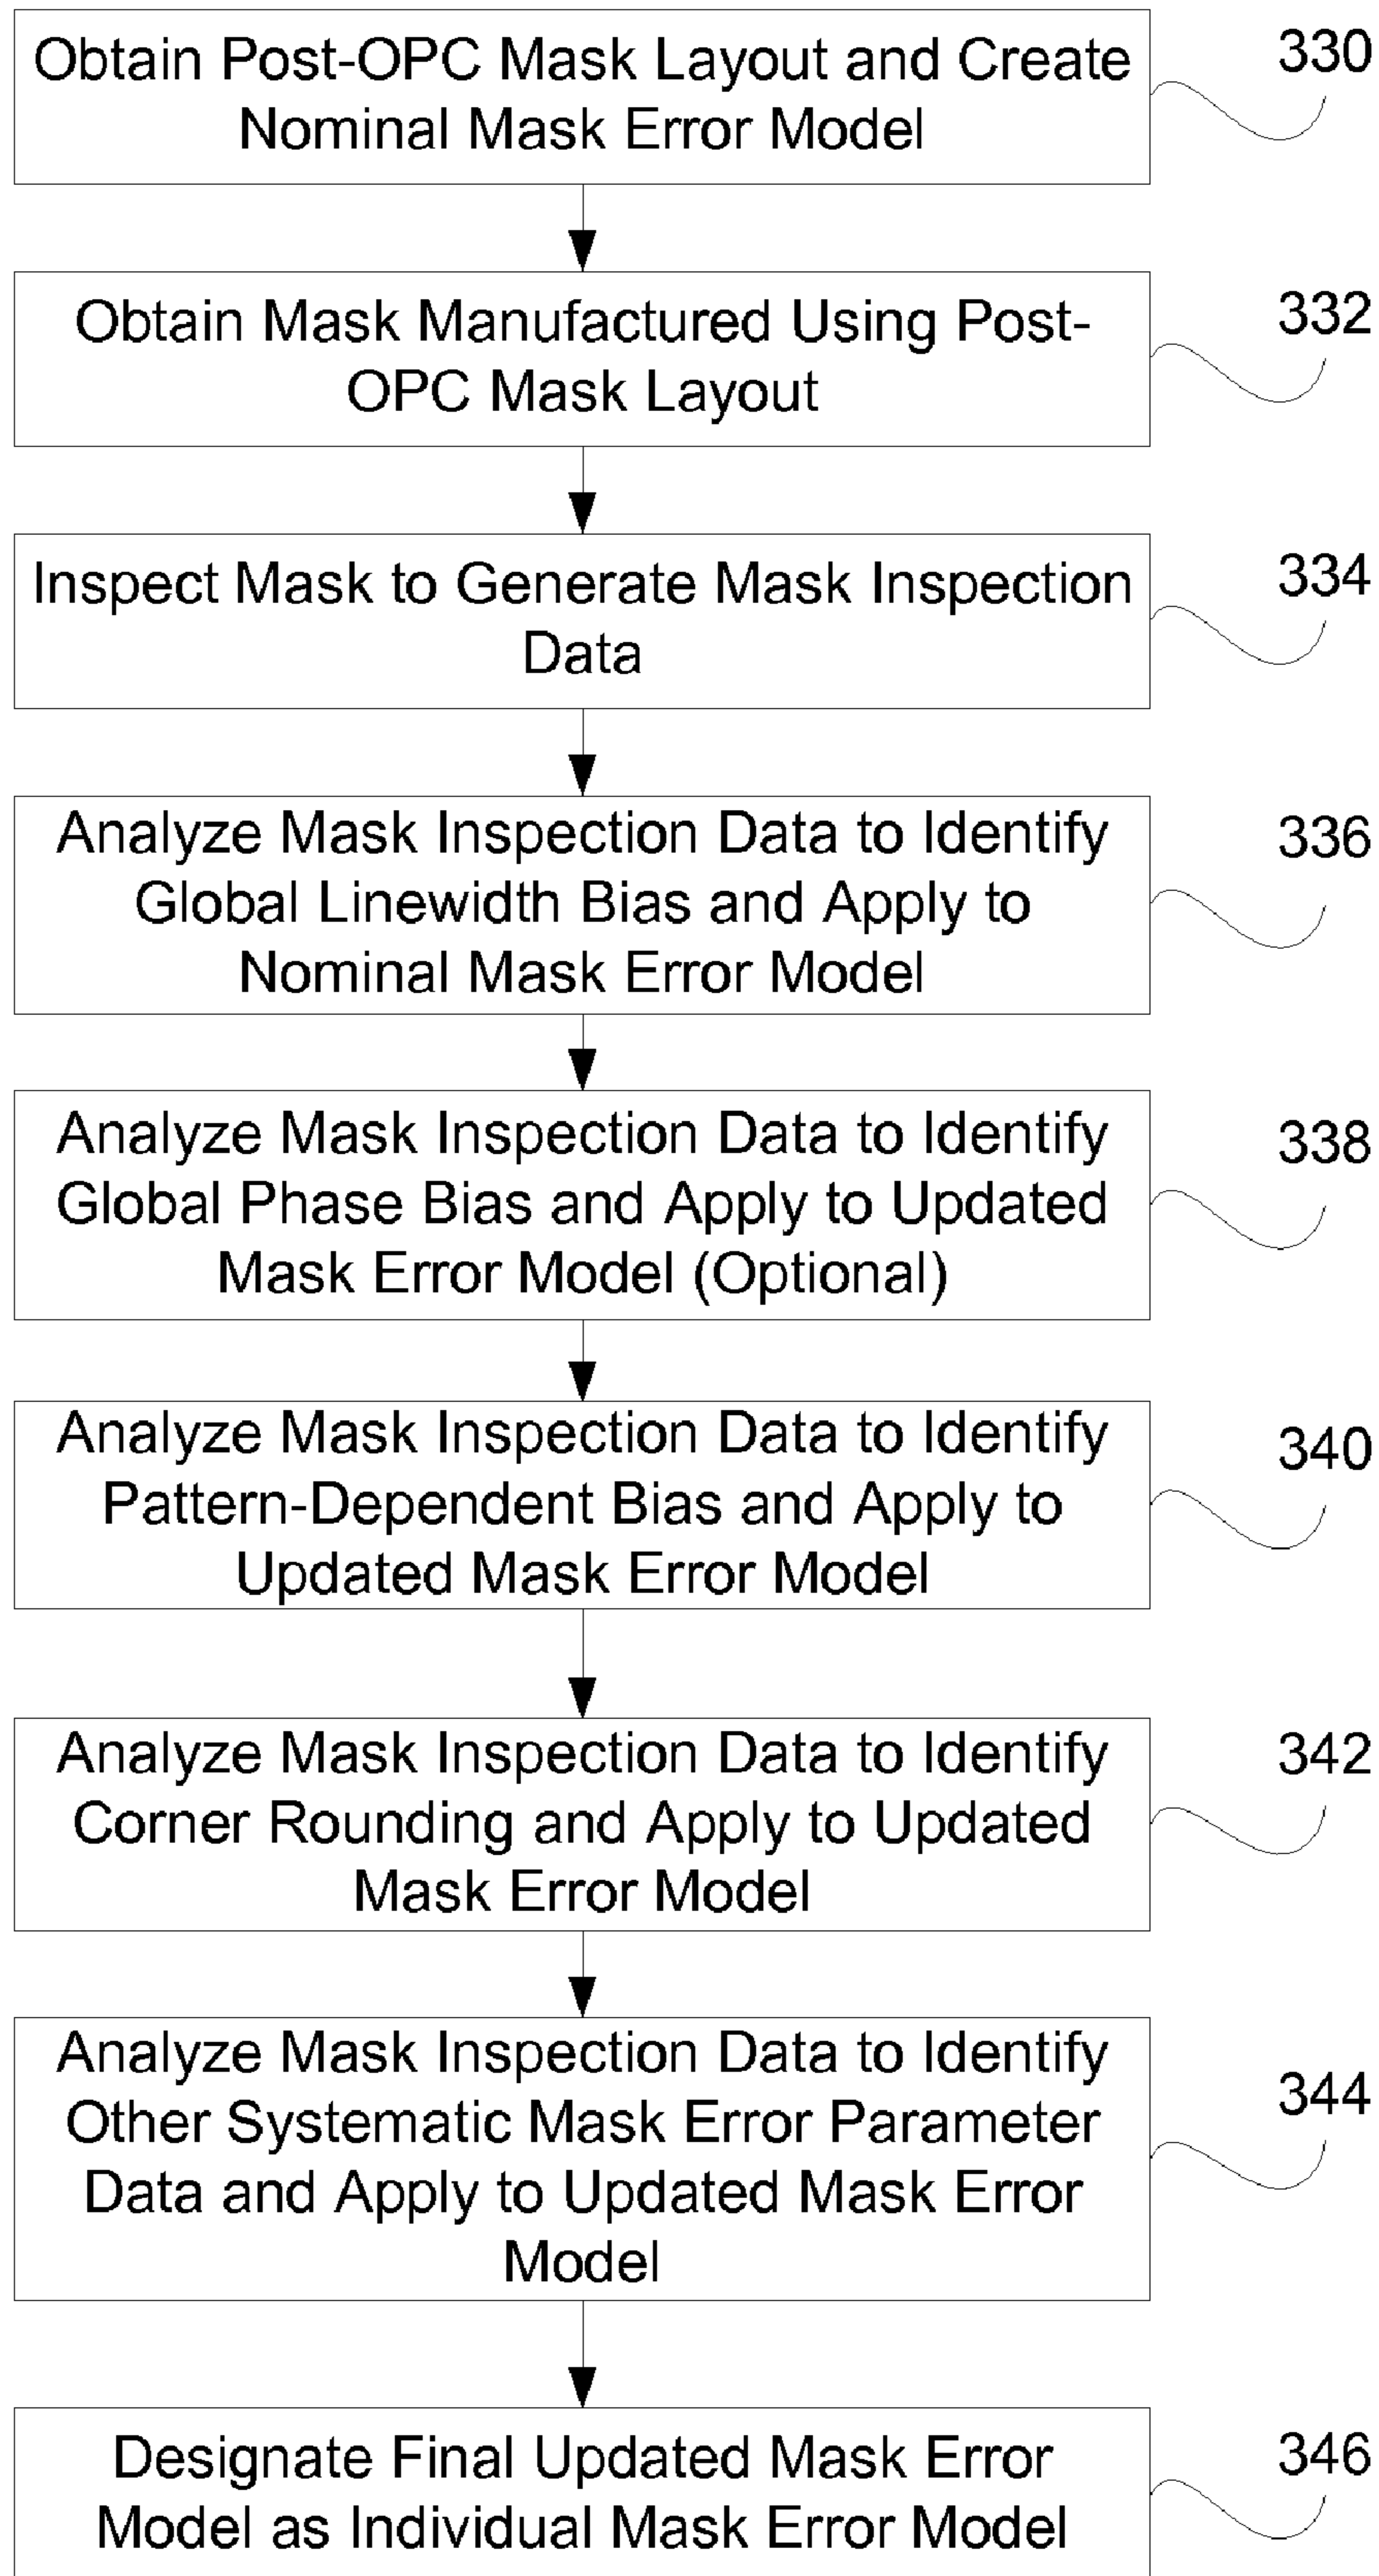 Obtain Post-OPC Mask Layout and Create
Nominal Mask Error Model
330
Obtain Mask Manufactured Using Post-
OPC Mask Layout
332
Inspect Mask to Generate Mask Inspection
Data
334
Analyze Mask Inspection Data to Identify
Global Linewidth Bias and Apply to
Nominal Mask Error Model
336
Analyze Mask Inspection Data to Identify
Global Phase Bias and Apply to Updated
Mask Error Model (Optional)
338
Analyze Mask Inspection Data to Identify
Pattern-Dependent Bias and Apply to
Updated Mask Error Model
340
Analyze Mask Inspection Data to Identify
Corner Rounding and Apply to Updated
Mask Error Model
342
Analyze Mask Inspection Data to Identify
Other Systematic Mask Error Parameter
Data and Apply to Updated Mask Error
Model
344
Designate Final Updated Mask Error
Model as Individual Mask Error Model
346